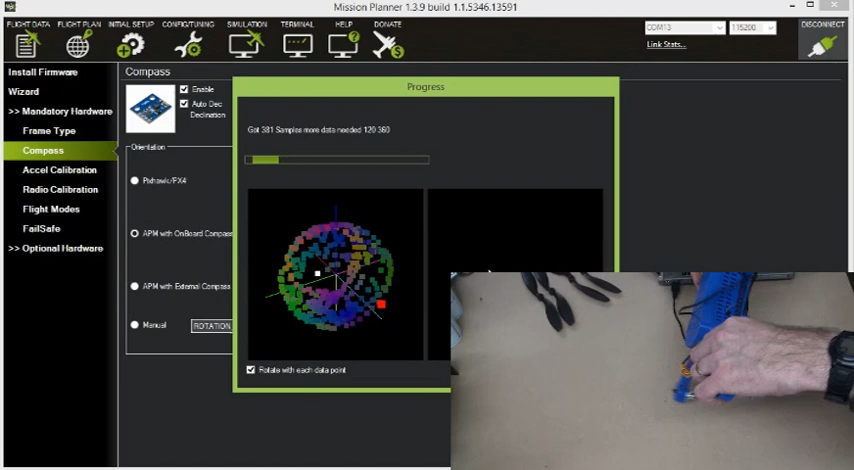 Mission Planner 1.3.9 build 1.1.5346.13591
FLIGHT DATA FLIGHT PLAN INITIAL SETUP CONFIG/TUNING SIMULATION TERMINAL HELP DONATE
COM13 115200 DISCONNECT
Link Stats...
Install Firmware
Wizard
>> Mandatory Hardware
Frame Type
Compass
Accel Calibration
Radio Calibration
Flight Modes
FailSafe
>> Optional Hardware
Compass
Enable
Auto Dec
Declination
Orientation
Pixhawk/PX4
APM with OnBoard Compass
APM with External Compass
Manual ROTATION_
Progress
Got 381 Samples more data needed 120 360
Rotate with each data point